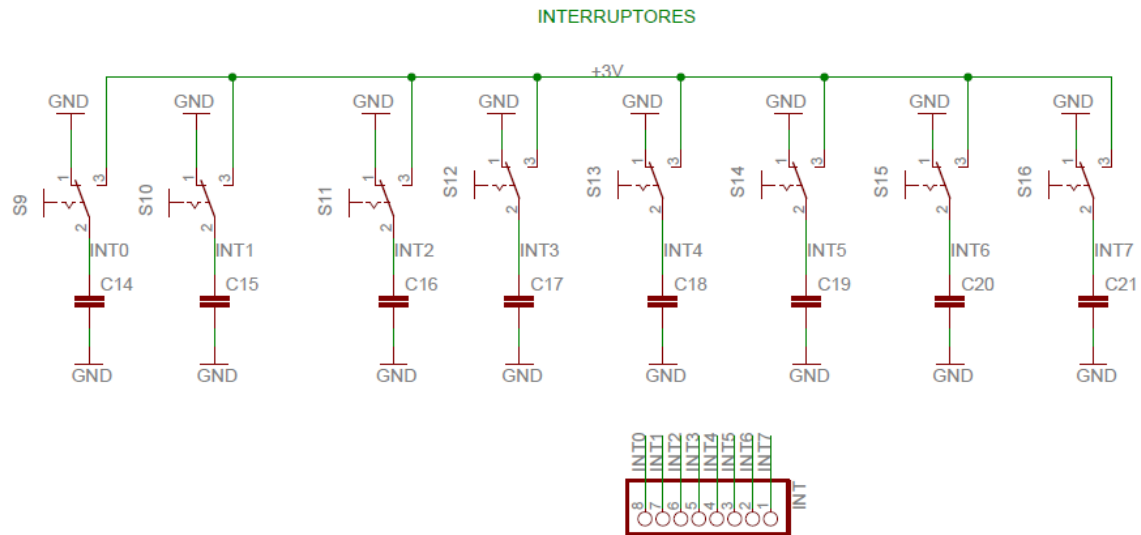 INTERRUPTORES
+3V
GND GND GND GND GND GND GND GND
1 3 1 3 1 3 1 3 1 3 1 3 1 3 1 3
S9 S10 S11 S12 S13 S14 S15 S16
2 2 2 2 2 2 2 2
INT0 INT1 INT2 INT3 INT4 INT5 INT6 INT7
C14 C15 C16 C17 C18 C19 C20 C21
GND GND GND GND GND GND GND GND
INT0 INT1 INT2 INT3 INT4 INT5 INT6 INT7
8 7 6 5 4 3 2 1
INT